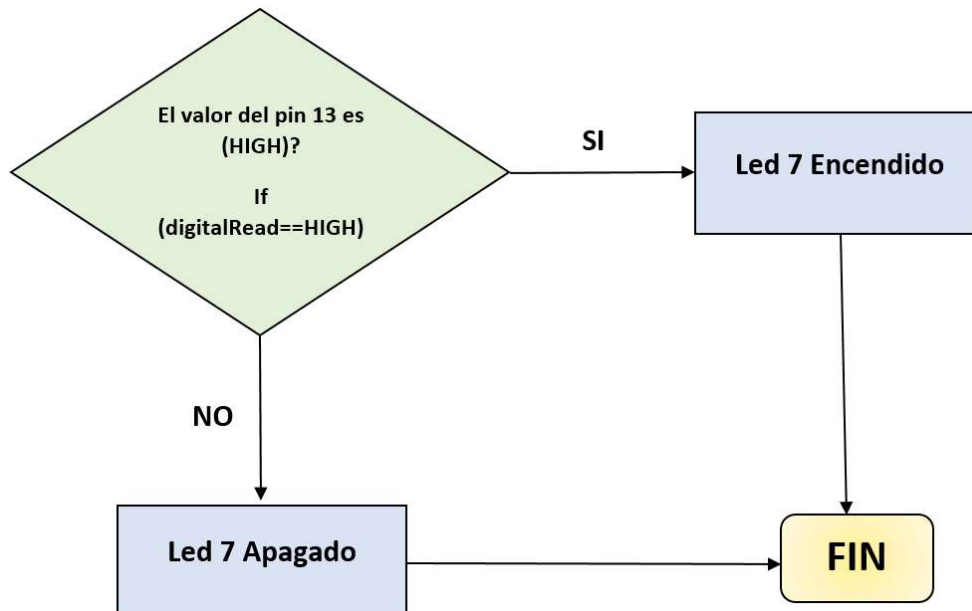 El valor del pin 13 es
(HIGH)?
If
(digitalRead==HIGH)
SI
Led 7 Encendido
NO
Led 7 Apagado
FIN